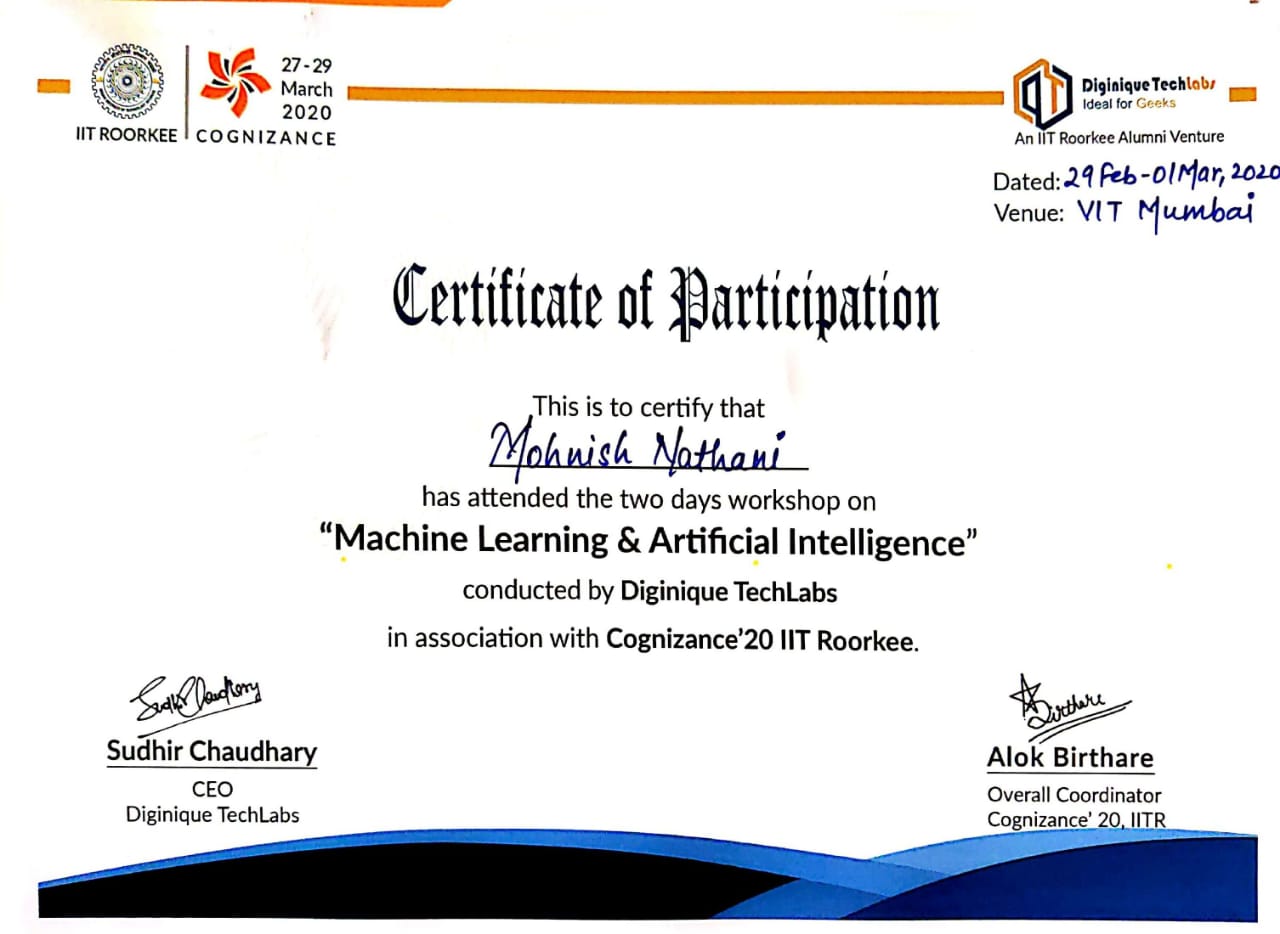 27-29
March
2020
IIT ROORKEE
COGNIZANCE
Diginique Techlabs
Ideal for Geeks
An IIT Roorkee Alumni Venture
Dated: 29 Feb-01 Mar, 2020
Venue: VIT Mumbai
Certificate of Participation
This is to certify that
Mohnish Nathani
has attended the two days workshop on
“Machine Learning & Artificial Intelligence”
conducted by Diginique TechLabs
in association with Cognizance’20 IIT Roorkee.
Sudhir Chaudhary
Sudhir Chaudhary
CEO
Diginique TechLabs
Birthare
Alok Birthare
Overall Coordinator
Cognizance’ 20, IITR